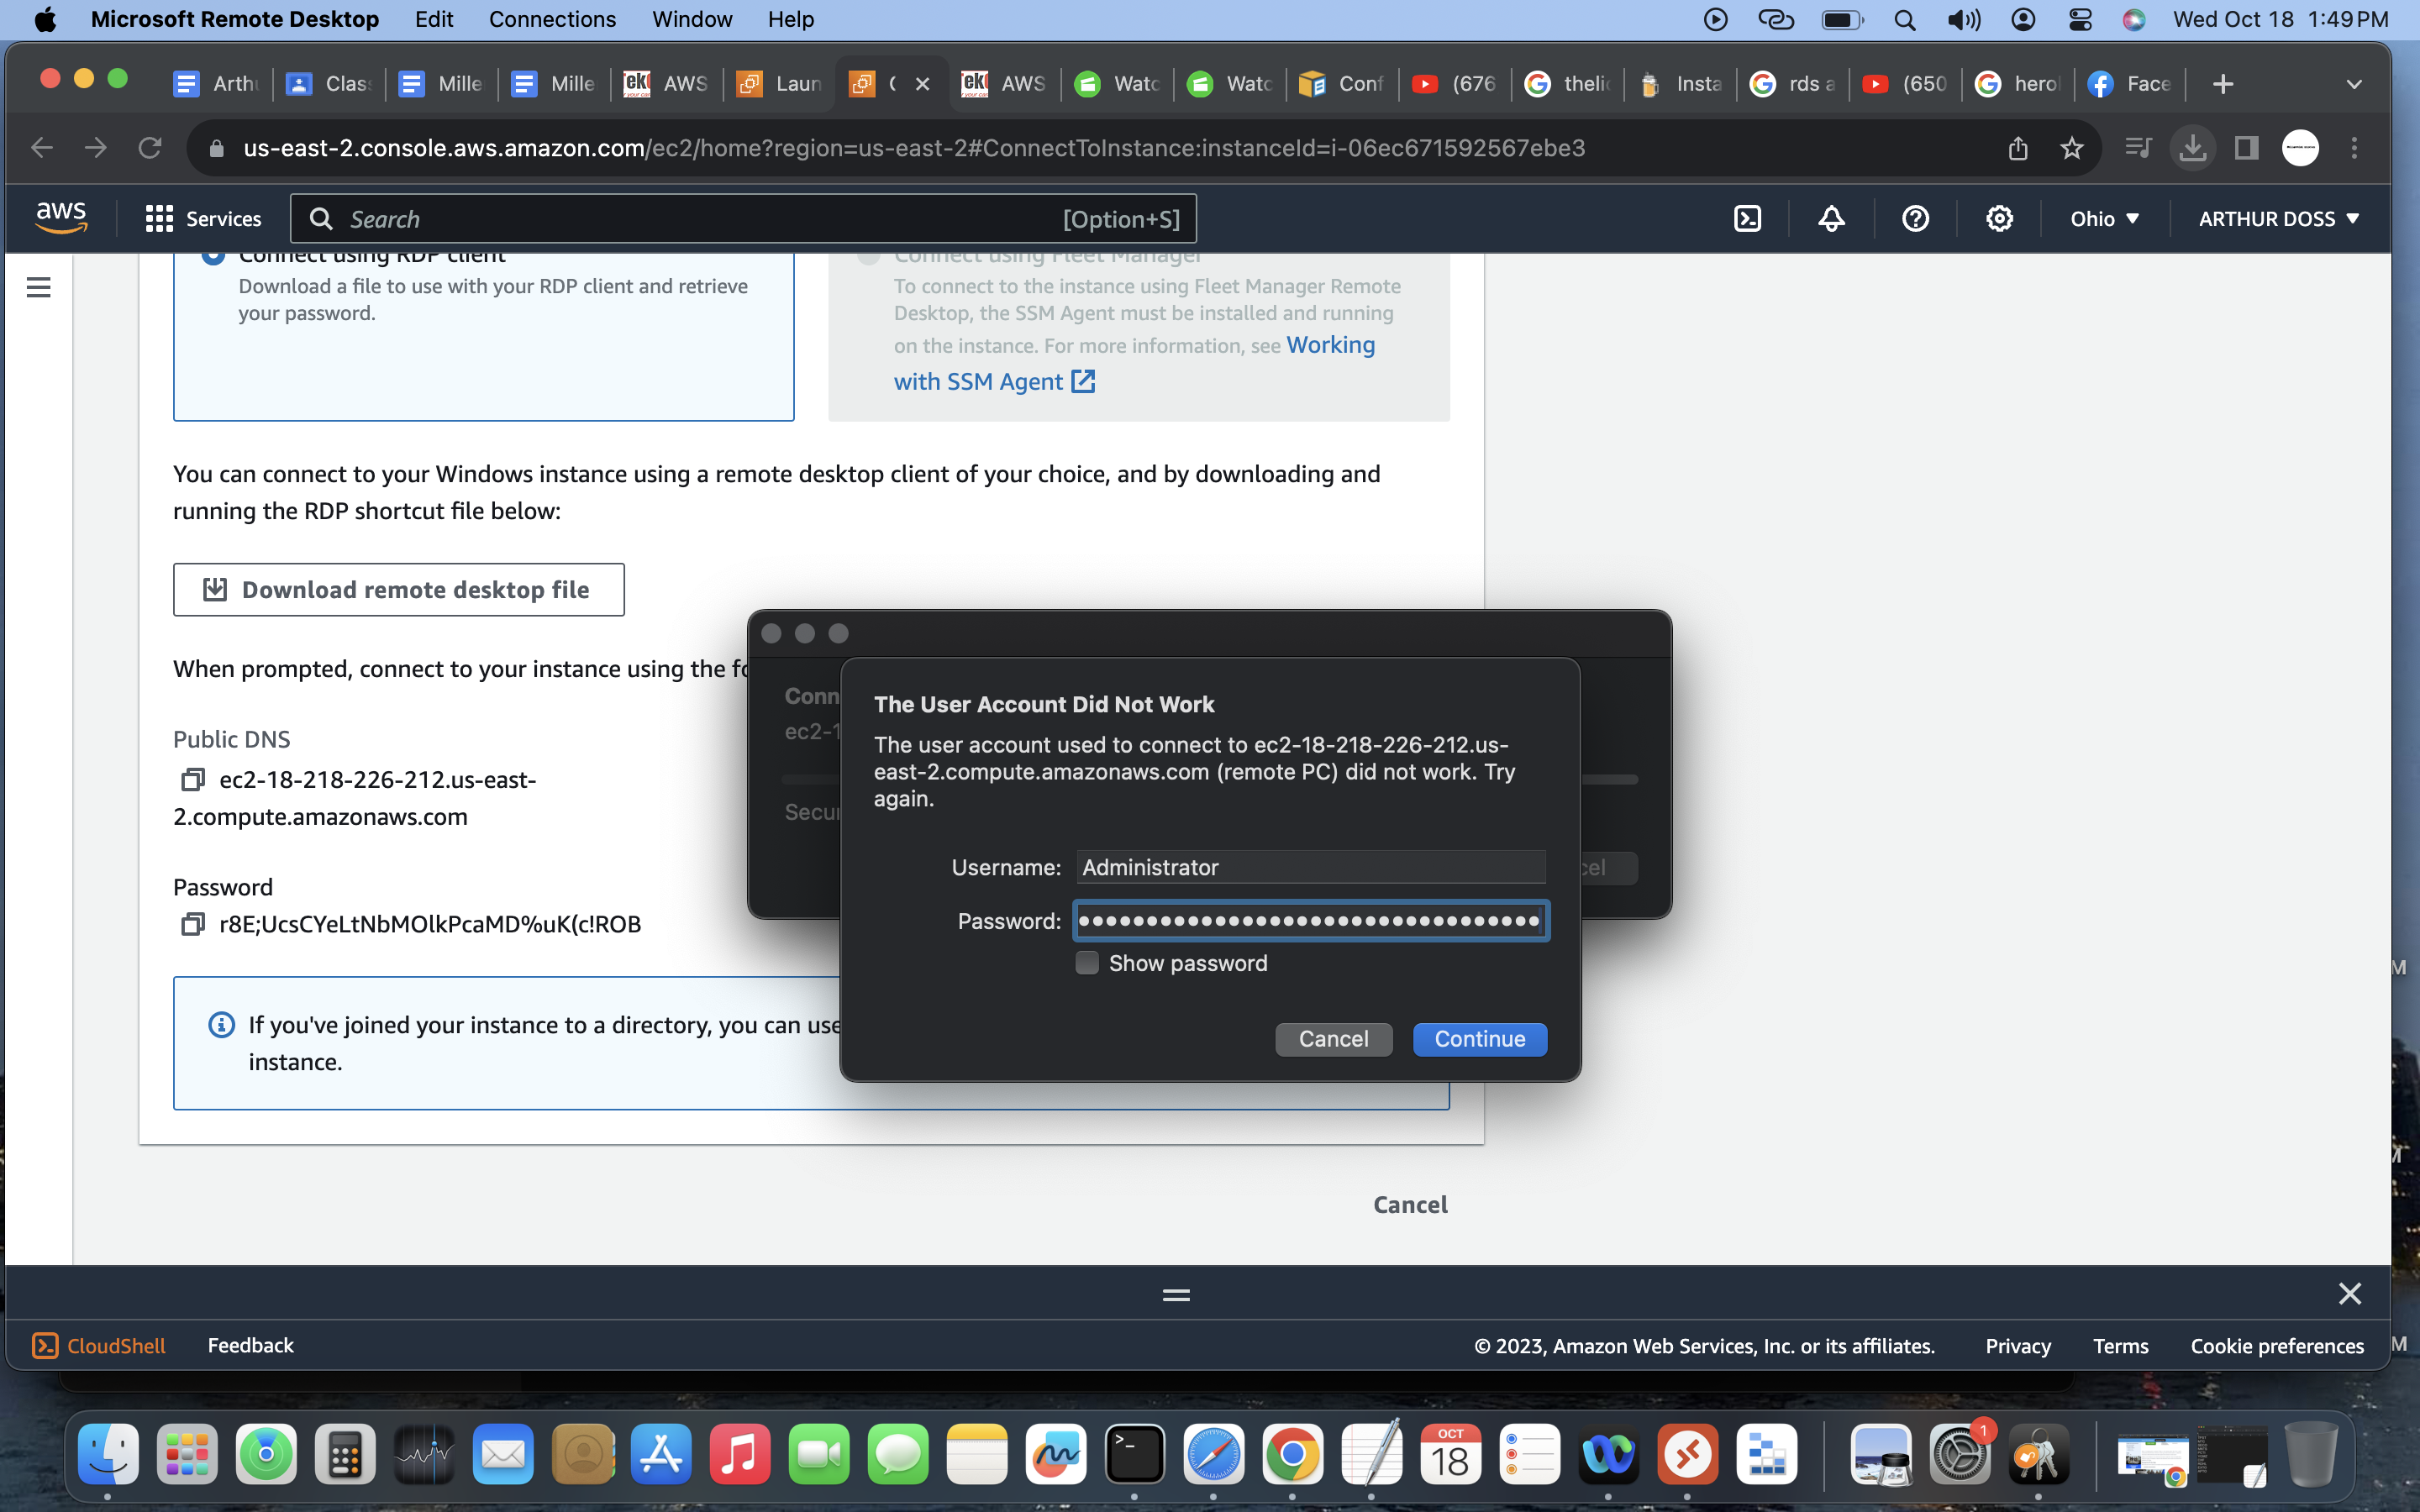 Microsoft Remote Desktop Edit Connections Window Help Wed Oct 18 1:49 PM
Arthu Class Mille Mille AWS Laun AWS Watc Watc Conf (676 thelio Insta rds a (650 hero Face
us-east-2.console.aws.amazon.com/ec2/home?region=us-east-2#ConnectToInstance:instanceId=i-06ec671592567ebe3
aws Services Search [Option+S] Ohio ARTHUR DOSS
Connect using RDP client
Download a file to use with your RDP client and retrieve
your password.
Connect using Fleet Manager
To connect to the instance using Fleet Manager Remote
Desktop, the SSM Agent must be installed and running
on the instance. For more information, see Working
with SSM Agent
You can connect to your Windows instance using a remote desktop client of your choice, and by downloading and
running the RDP shortcut file below:
Download remote desktop file
When prompted, connect to your instance using the fo
Public DNS
ec2-18-218-226-212.us-east-
2.compute.amazonaws.com
Password
r8E;UcsCYeLtNbMOlkPcaMD%uK(c!ROB
If you've joined your instance to a directory, you can use
instance.
Conn
ec2-1
Secur
cel
The User Account Did Not Work
The user account used to connect to ec2-18-218-226-212.us-
east-2.compute.amazonaws.com (remote PC) did not work. Try
again.
Username: Administrator
Password:
Show password
Cancel Continue
Cancel
CloudShell Feedback © 2023, Amazon Web Services, Inc. or its affiliates. Privacy Terms Cookie preferences
OCT
18
1